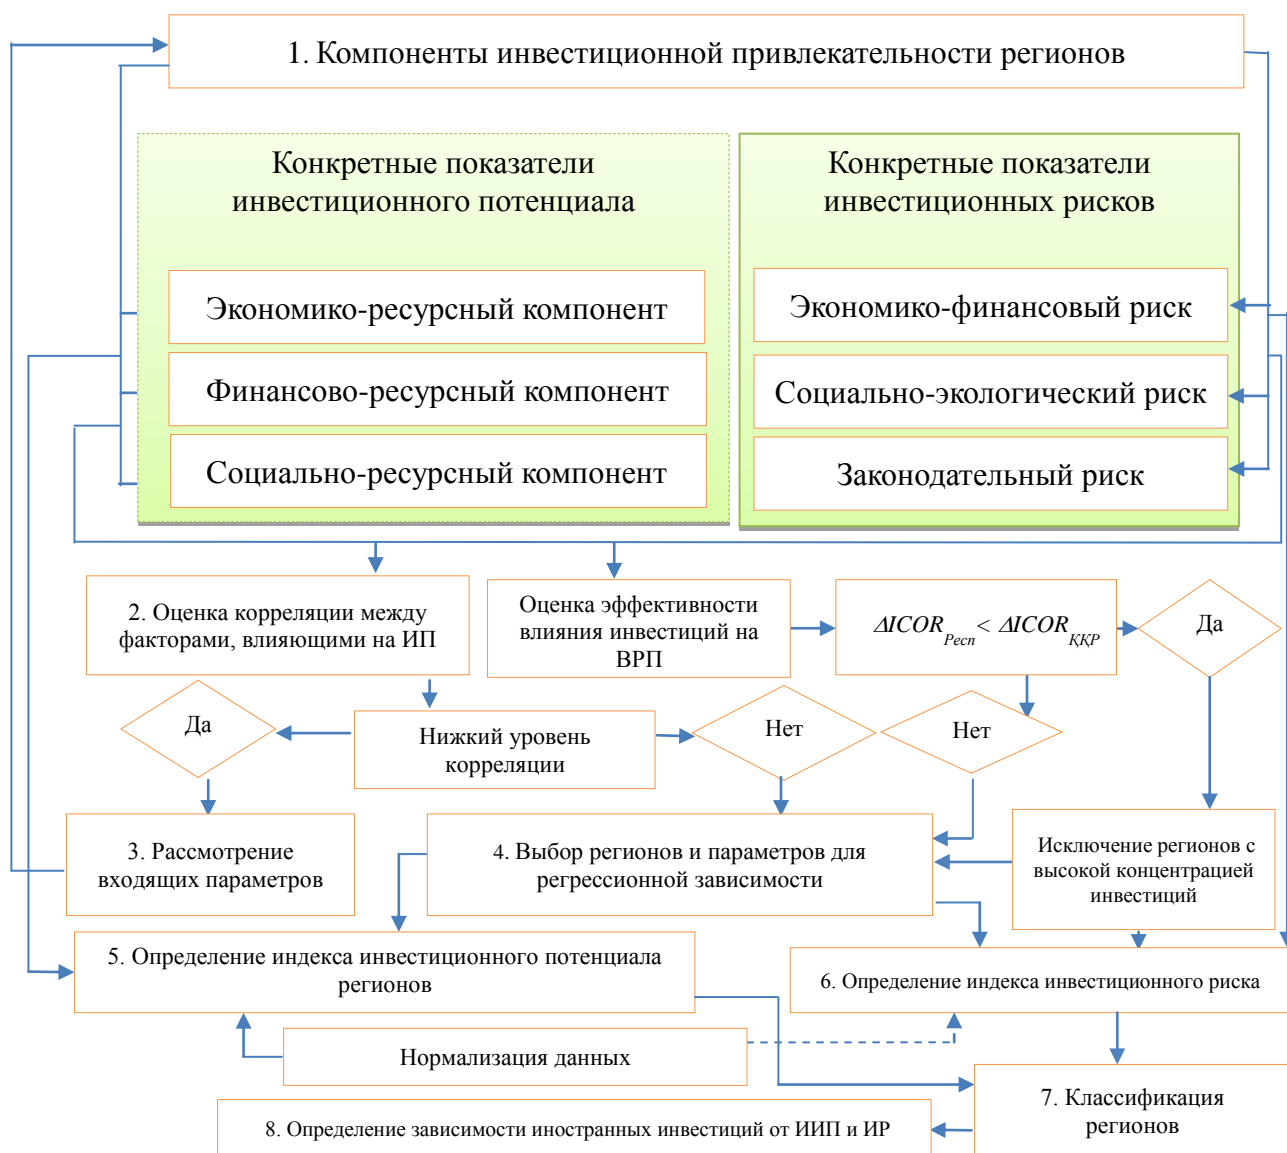 1. Компоненты инвестиционной привлекательности регионов
Конкретные показатели
инвестиционного потенциала
Экономико-ресурсный компонент
Финансово-ресурсный компонент
Социально-ресурсный компонент
Конкретные показатели
инвестиционных рисков
Экономико-финансовый риск
Социально-экологический риск
Законодательный риск
2. Оценка корреляции между
факторами, влияющими на ИП
Оценка эффективности
влияния инвестиций на
ВРП
ΔICOR_Респ < ΔICOR_ҚҚР
Да
Да
Нижкий уровень
корреляции
Нет
Нет
3. Рассмотрение
входящих параметров
4. Выбор регионов и параметров для
регрессионной зависимости
Исключение регионов с
высокой концентрацией
инвестиций
5. Определение индекса инвестиционного потенциала
регионов
6. Определение индекса инвестиционного риска
Нормализация данных
7. Классификация
регионов
8. Определение зависимости иностранных инвестиций от ИИП и ИР